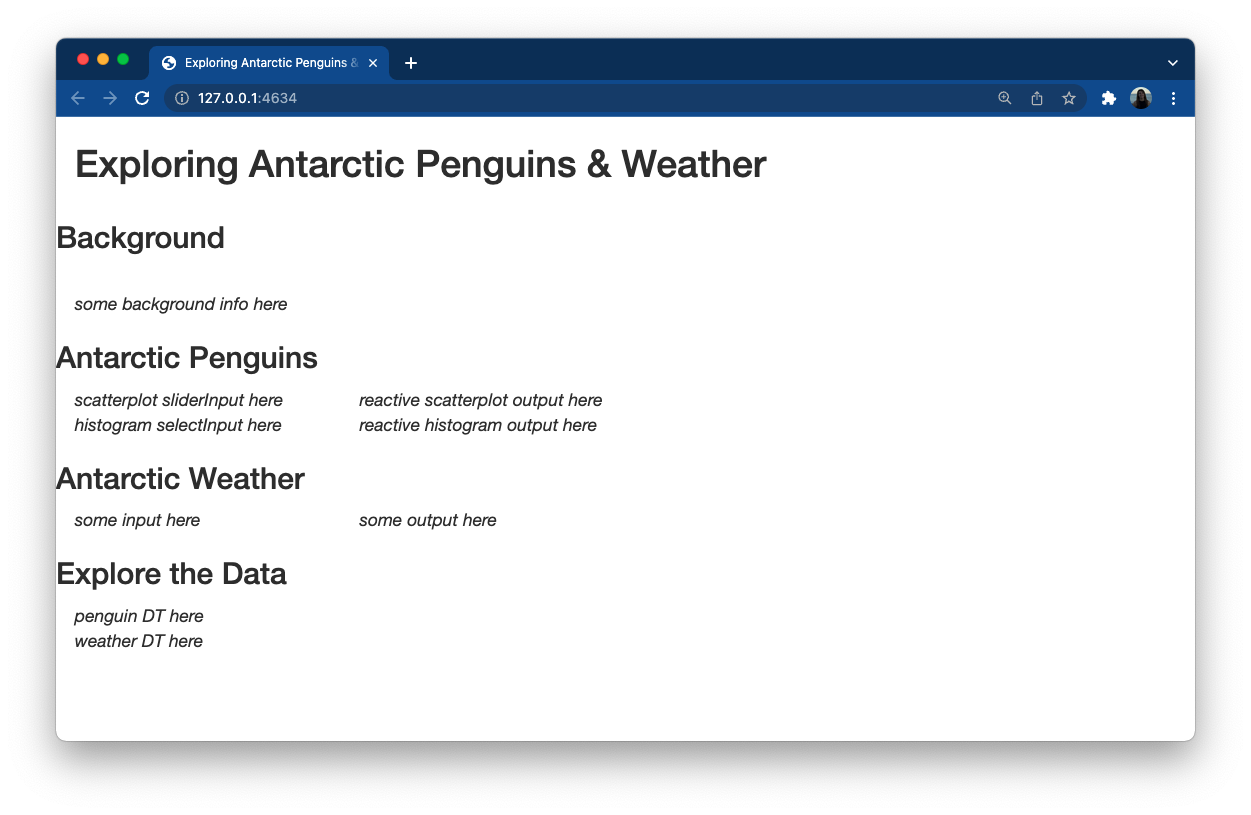 Exploring Antarctic Penguins &
127.0.0.1:4634
Exploring Antarctic Penguins & Weather
Background
some background info here
Antarctic Penguins
scatterplot sliderInput here reactive scatterplot output here
histogram selectInput here reactive histogram output here
Antarctic Weather
some input here some output here
Explore the Data
penguin DT here
weather DT here